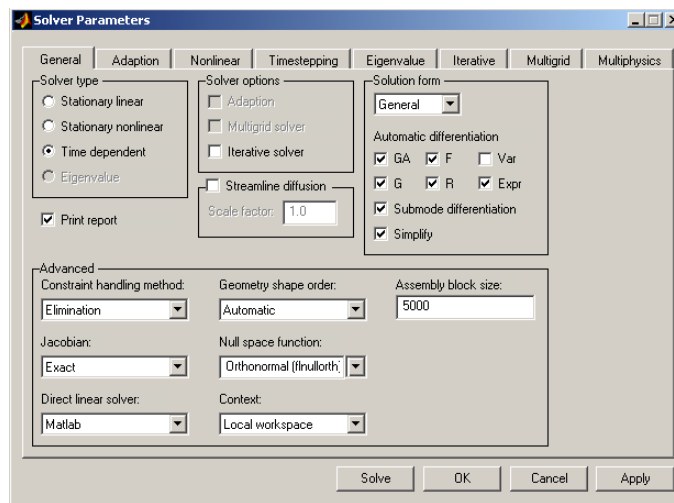 Solver Parameters
General Adaption Nonlinear Timestepping Eigenvalue Iterative Multigrid Multiphysics
Solver type
Stationary linear
Stationary nonlinear
Time dependent
Eigenvalue
Print report
Solver options
Adaption
Multigrid solver
Iterative solver
Streamline diffusion
Scale factor: 1.0
Solution form
General
Automatic differentiation
GA F Var
G R Expr
Submode differentiation
Simplify
Advanced
Constraint handling method: Geometry shape order: Assembly block size:
Elimination Automatic 5000
Jacobian: Null space function:
Exact Orthonormal (flnullorth)
Direct linear solver: Context:
Matlab Local workspace
Solve OK Cancel Apply